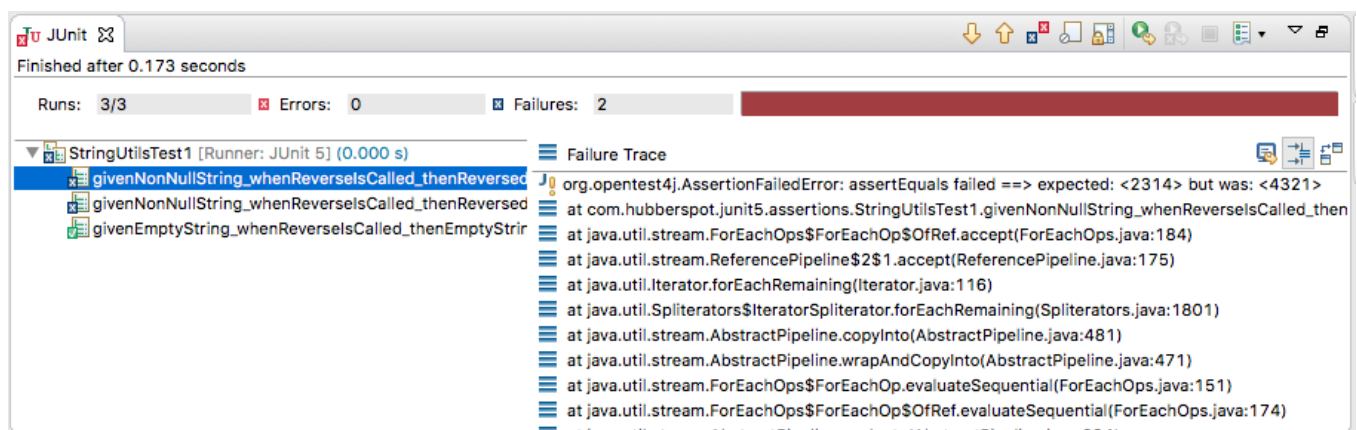 JUnit
Finished after 0.173 seconds
Runs: 3/3 Errors: 0 Failures: 2
StringUtilsTest1 [Runner: JUnit 5] (0.000 s)
givenNonNullString_whenReverseIsCalled_thenReversed
givenNonNullString_whenReverseIsCalled_thenReversed
givenEmptyString_whenReverseIsCalled_thenEmptyStrin
Failure Trace
org.opentest4j.AssertionFailedError: assertEquals failed ==> expected: <2314> but was: <4321>
at com.hubberspot.junit5.assertions.StringUtilsTest1.givenNonNullString_whenReverseIsCalled_then
at java.util.stream.ForEachOps$ForEachOp$OfRef.accept(ForEachOps.java:184)
at java.util.stream.ReferencePipeline$2$1.accept(ReferencePipeline.java:175)
at java.util.Iterator.forEachRemaining(Iterator.java:116)
at java.util.Spliterators$IteratorSpliterator.forEachRemaining(Spliterators.java:1801)
at java.util.stream.AbstractPipeline.copyInto(AbstractPipeline.java:481)
at java.util.stream.AbstractPipeline.wrapAndCopyInto(AbstractPipeline.java:471)
at java.util.stream.ForEachOps$ForEachOp.evaluateSequential(ForEachOps.java:151)
at java.util.stream.ForEachOps$ForEachOp$OfRef.evaluateSequential(ForEachOps.java:174)